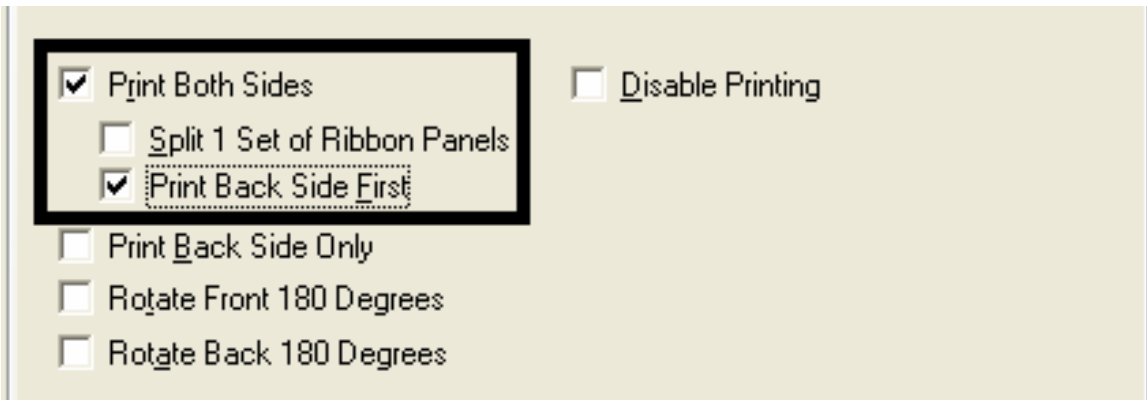 Print Both Sides
Disable Printing
Split 1 Set of Ribbon Panels
Print Back Side First
Print Back Side Only
Rotate Front 180 Degrees
Rotate Back 180 Degrees